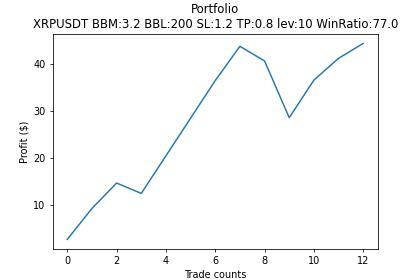 Portfolio
XRPUSDT BBM:3.2 BBL:200 SL:1.2 TP:0.8 lev:10 WinRatio:77.0
40
30
20
10
Profit ($)
0 2 4 6 8 10 12
Trade counts